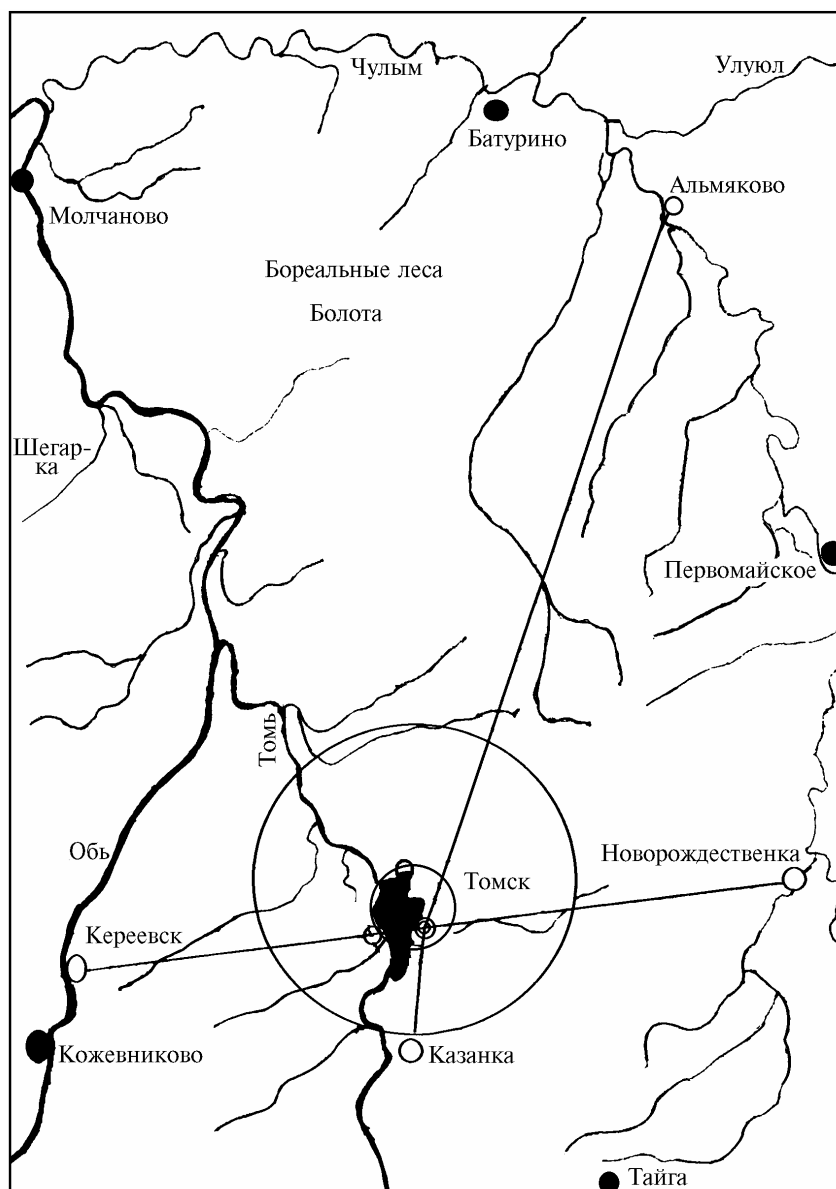 Чулым
Улуюл
Батурино
Альмяково
Молчаново
Бореальные леса
Болота
Шегар-
ка
Первомайское
Томь
Обь
Новорождественка
Томск
Кереевск
Кожевниково
Казанка
Тайга